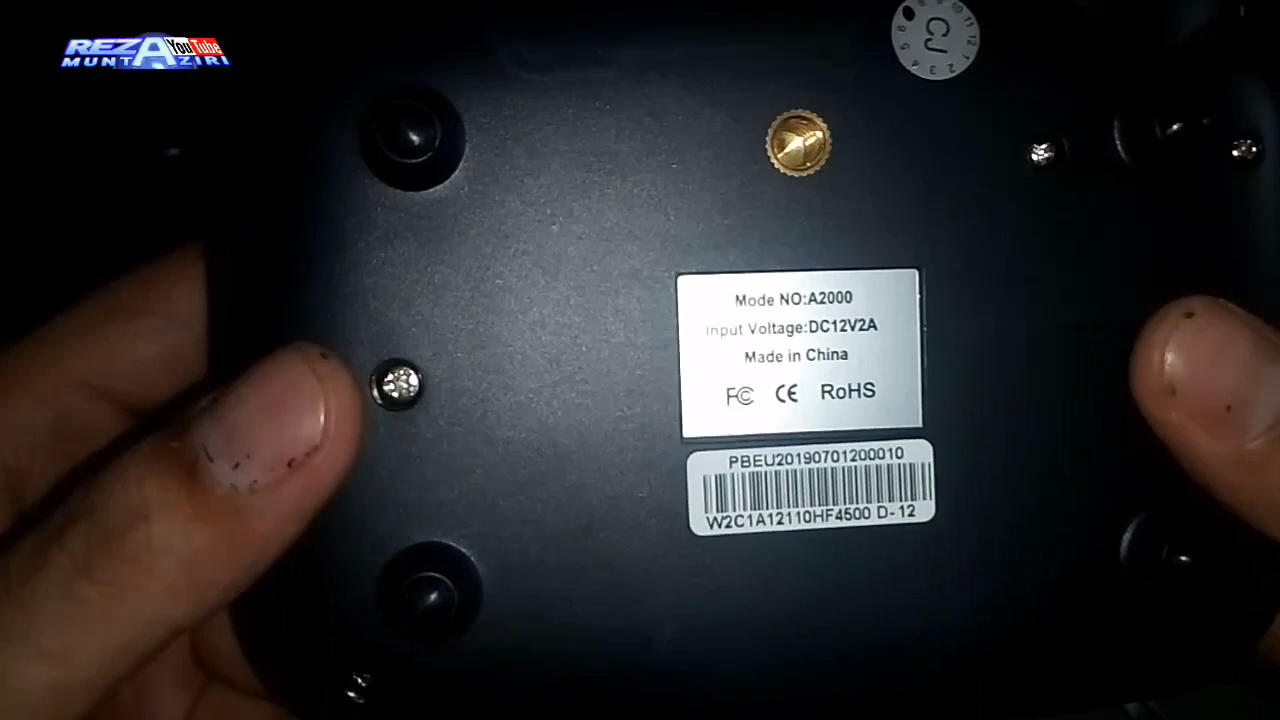 REZA YouTube
MUNTAZIRI
CJ
Mode NO:A2000
Input Voltage:DC12V2A
Made in China
FC CE RoHS
PBEU20190701200010
W2C1A12110HF4500 D-12